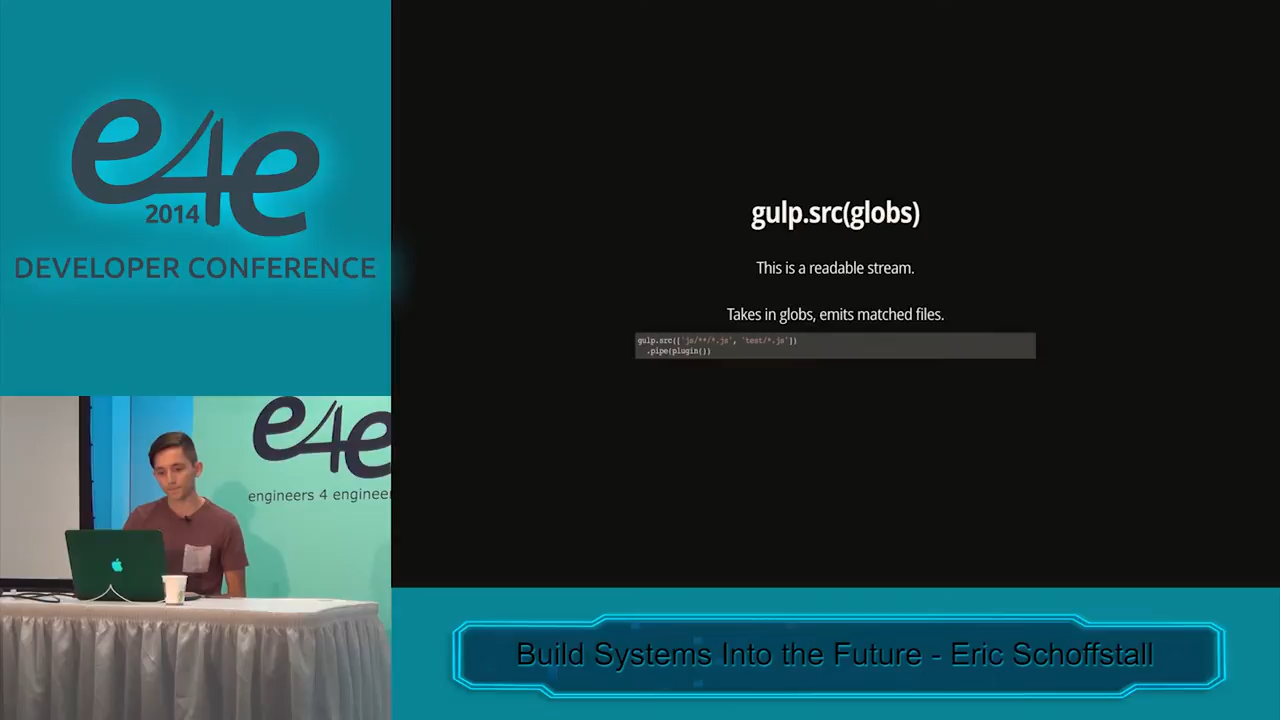 e4e
2014
DEVELOPER CONFERENCE
gulp.src(globs)
This is a readable stream.
Takes in globs, emits matched files.
gulp.src(['js/**/*.js', 'test/*.js'])
.pipe(plugin())
e4e
engineers 4 engineer
Build Systems Into the Future - Eric Schoffstall